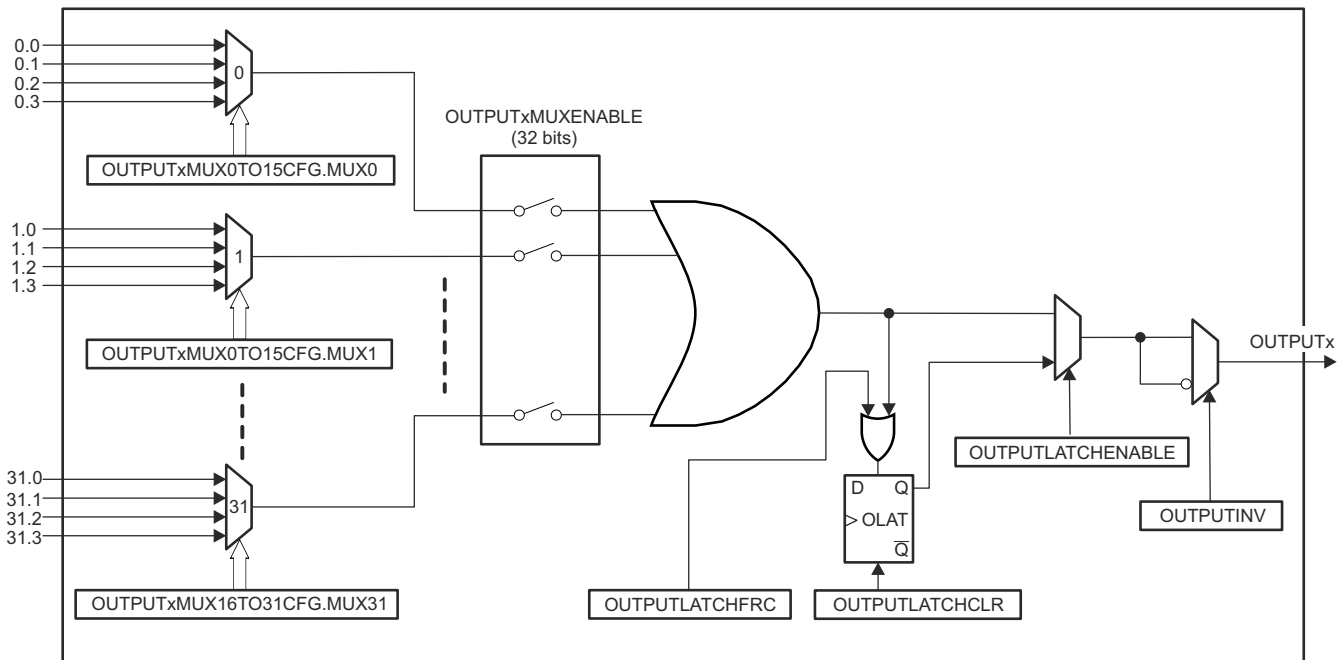 0.0
0.1
0.2
0.3
0
OUTPUTxMUX0TO15CFG.MUX0
1.0
1.1
1.2
1.3
1
OUTPUTxMUX0TO15CFG.MUX1
31.0
31.1
31.2
31.3
31
OUTPUTxMUX16TO31CFG.MUX31
OUTPUTxMUXENABLE
(32 bits)
OUTPUTLATCHFRC
D Q
OLAT
Q̅
OUTPUTLATCHCLR
OUTPUTLATCHENABLE
OUTPUTINV
OUTPUTx